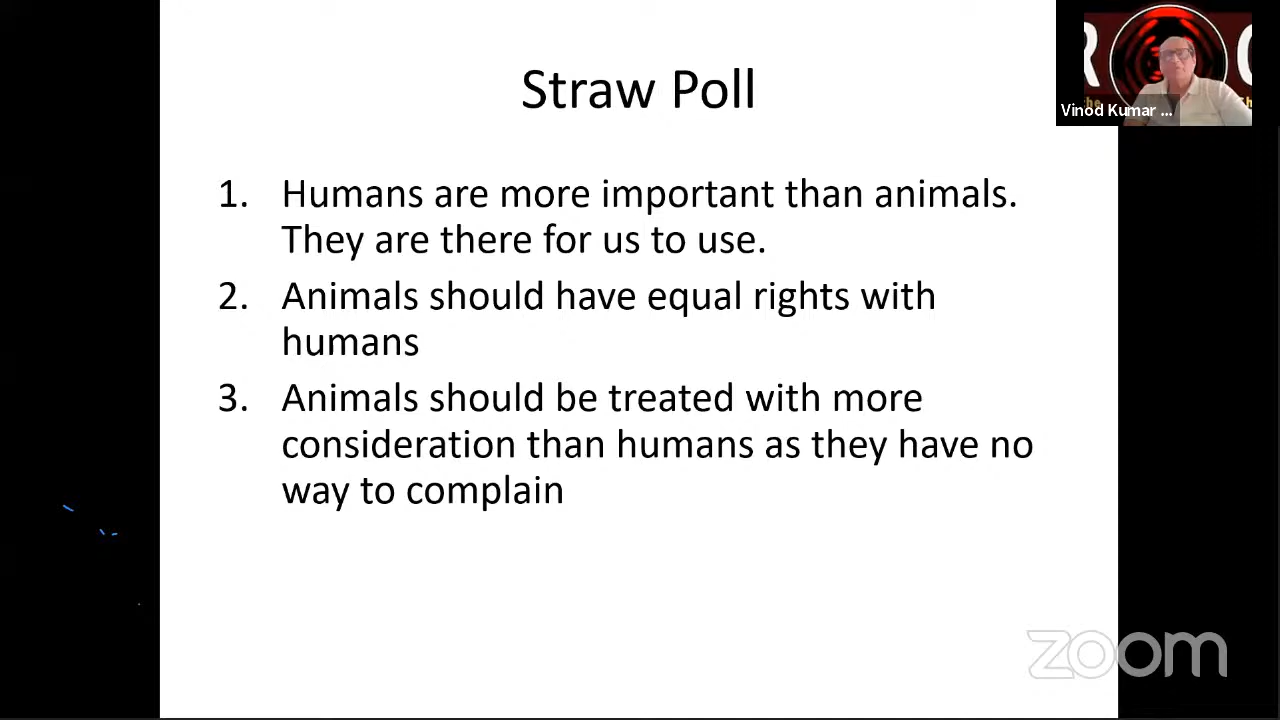 Straw Poll
1. Humans are more important than animals.
They are there for us to use.
2. Animals should have equal rights with
humans
3. Animals should be treated with more
consideration than humans as they have no
way to complain
R
the
Vinod Kumar ...
zoom